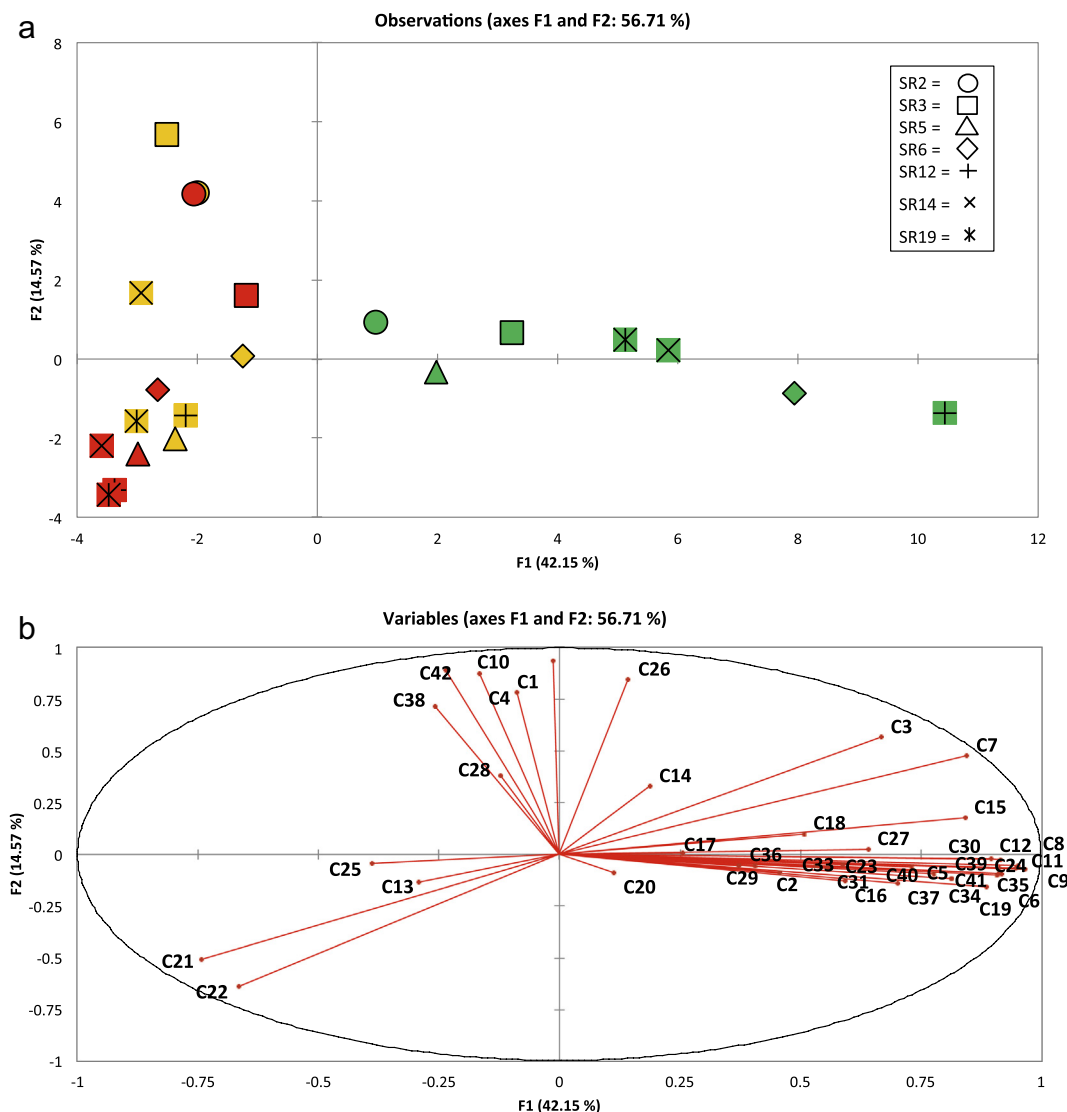 a
Observations (axes F1 and F2: 56.71 %)
8
6
4
2
0
-2
-4
F2 (14.57 %)
SR2 =
SR3 =
SR5 =
SR6 =
SR12 =
SR14 =
SR19 =
-4 -2 0 2 4 6 8 10 12
F1 (42.15 %)
b
Variables (axes F1 and F2: 56.71 %)
1
0.75
0.5
0.25
0
-0.25
-0.5
-0.75
-1
F2 (14.57 %)
C42 C10 C1 C26
C38 C4
C3
C7
C28 C14
C15
C18 C27
C17 C36 C30 C12 C8
C25 C33 C23 C39 C24 C11
C13 C20 C29 C2 C31 C40 C5 C41 C35 C9
C16 C37 C34 C19 C6
C21
C22
-1 -0.75 -0.5 -0.25 0 0.25 0.5 0.75 1
F1 (42.15 %)